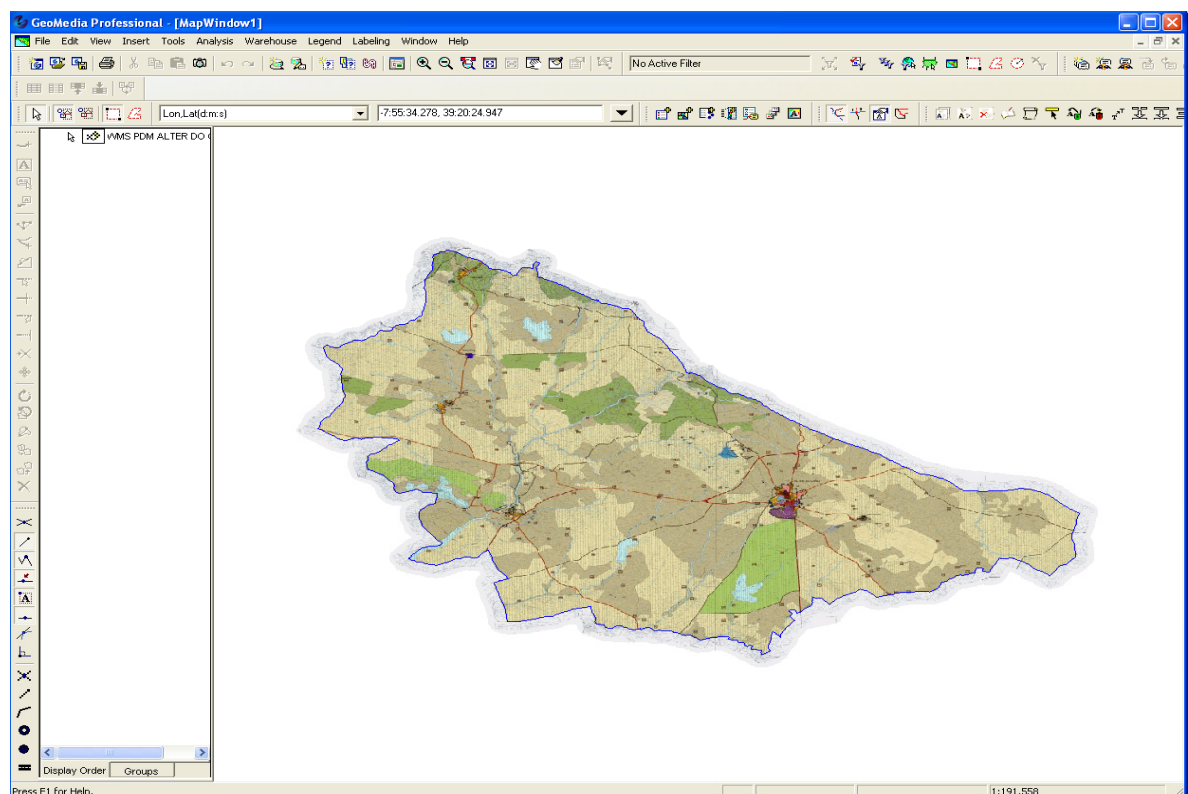 GeoMedia Professional - [MapWindow1]
File Edit View Insert Tools Analysis Warehouse Legend Labeling Window Help
No Active Filter
Lon,Lat(d:m:s) -7:55:34.278, 39:20:24.947
WMS PDM ALTER DO
Display Order Groups
Press F1 for Help. 1:191,558